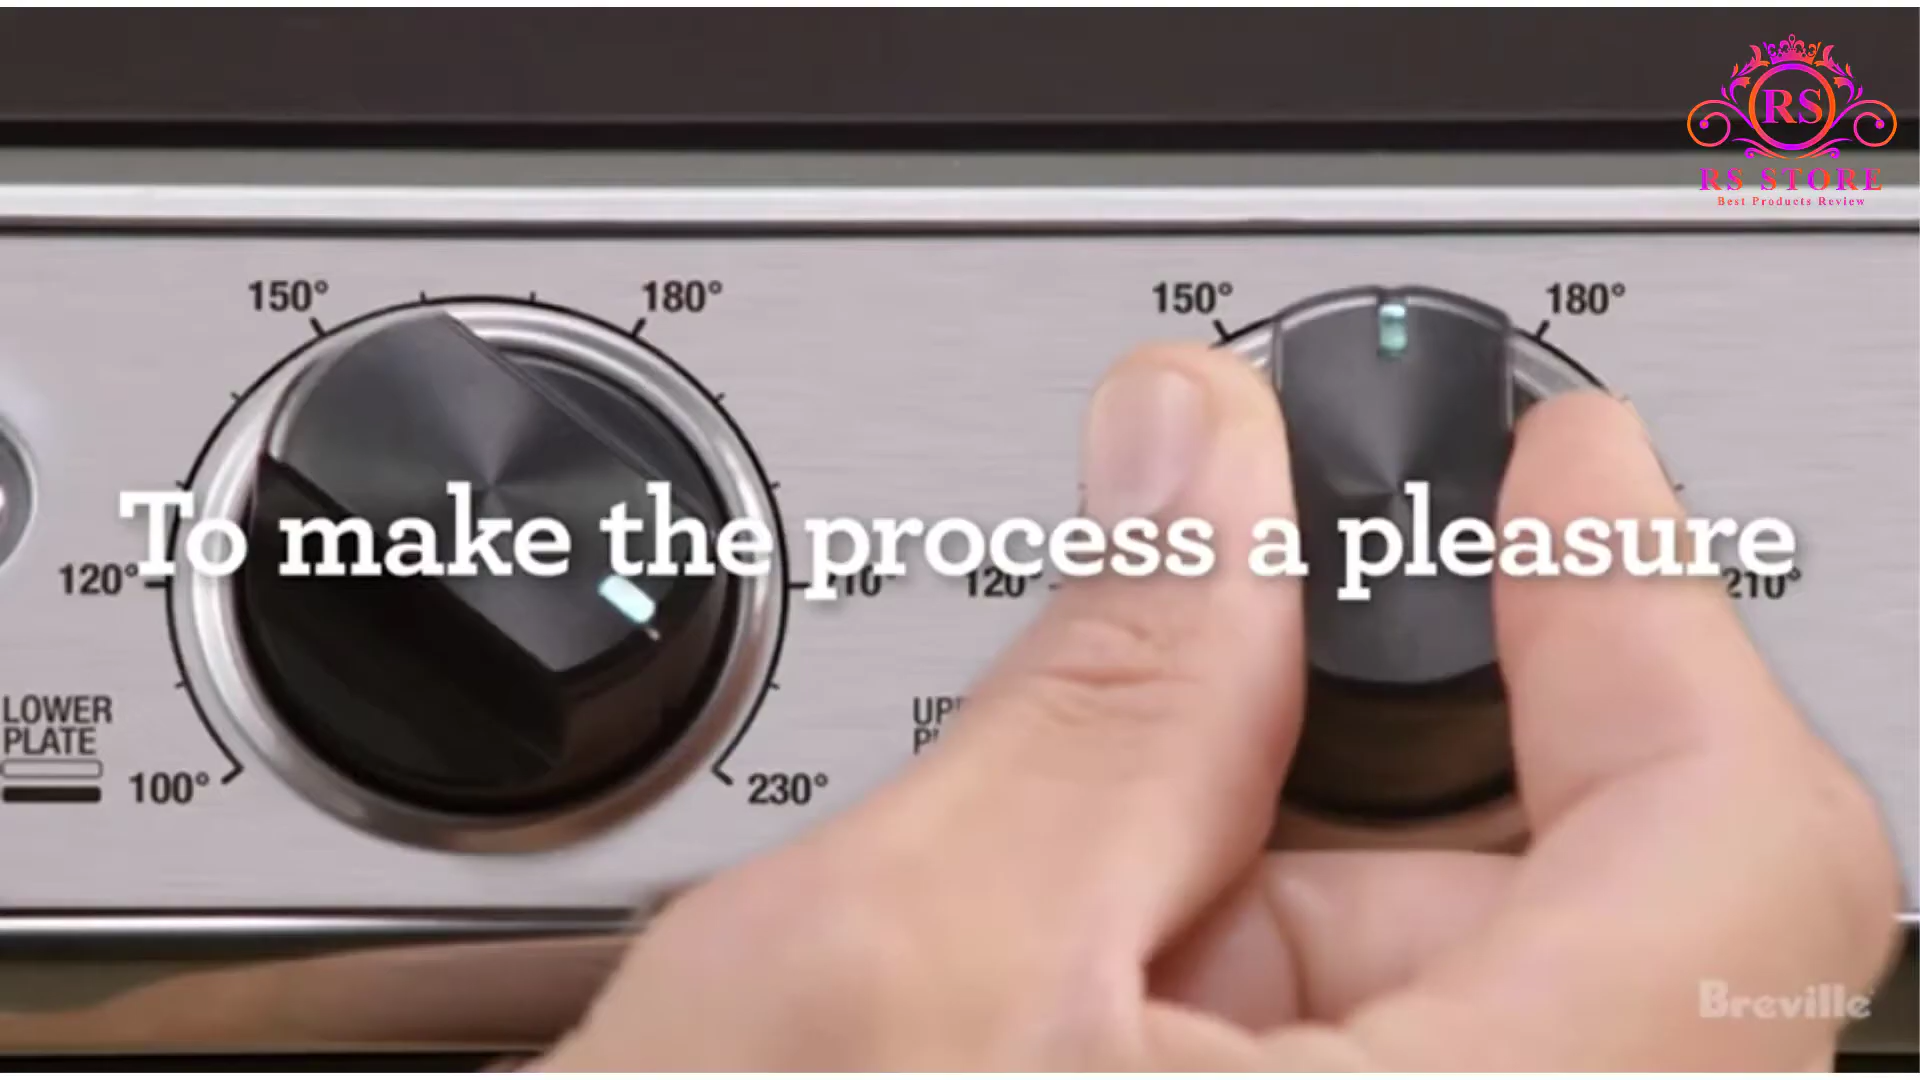 RS
RS STORE
Best Products Review
150°
180°
150°
180°
To make the process a pleasure
120°
120°
210°
LOWER
PLATE
100°
230°
Breville